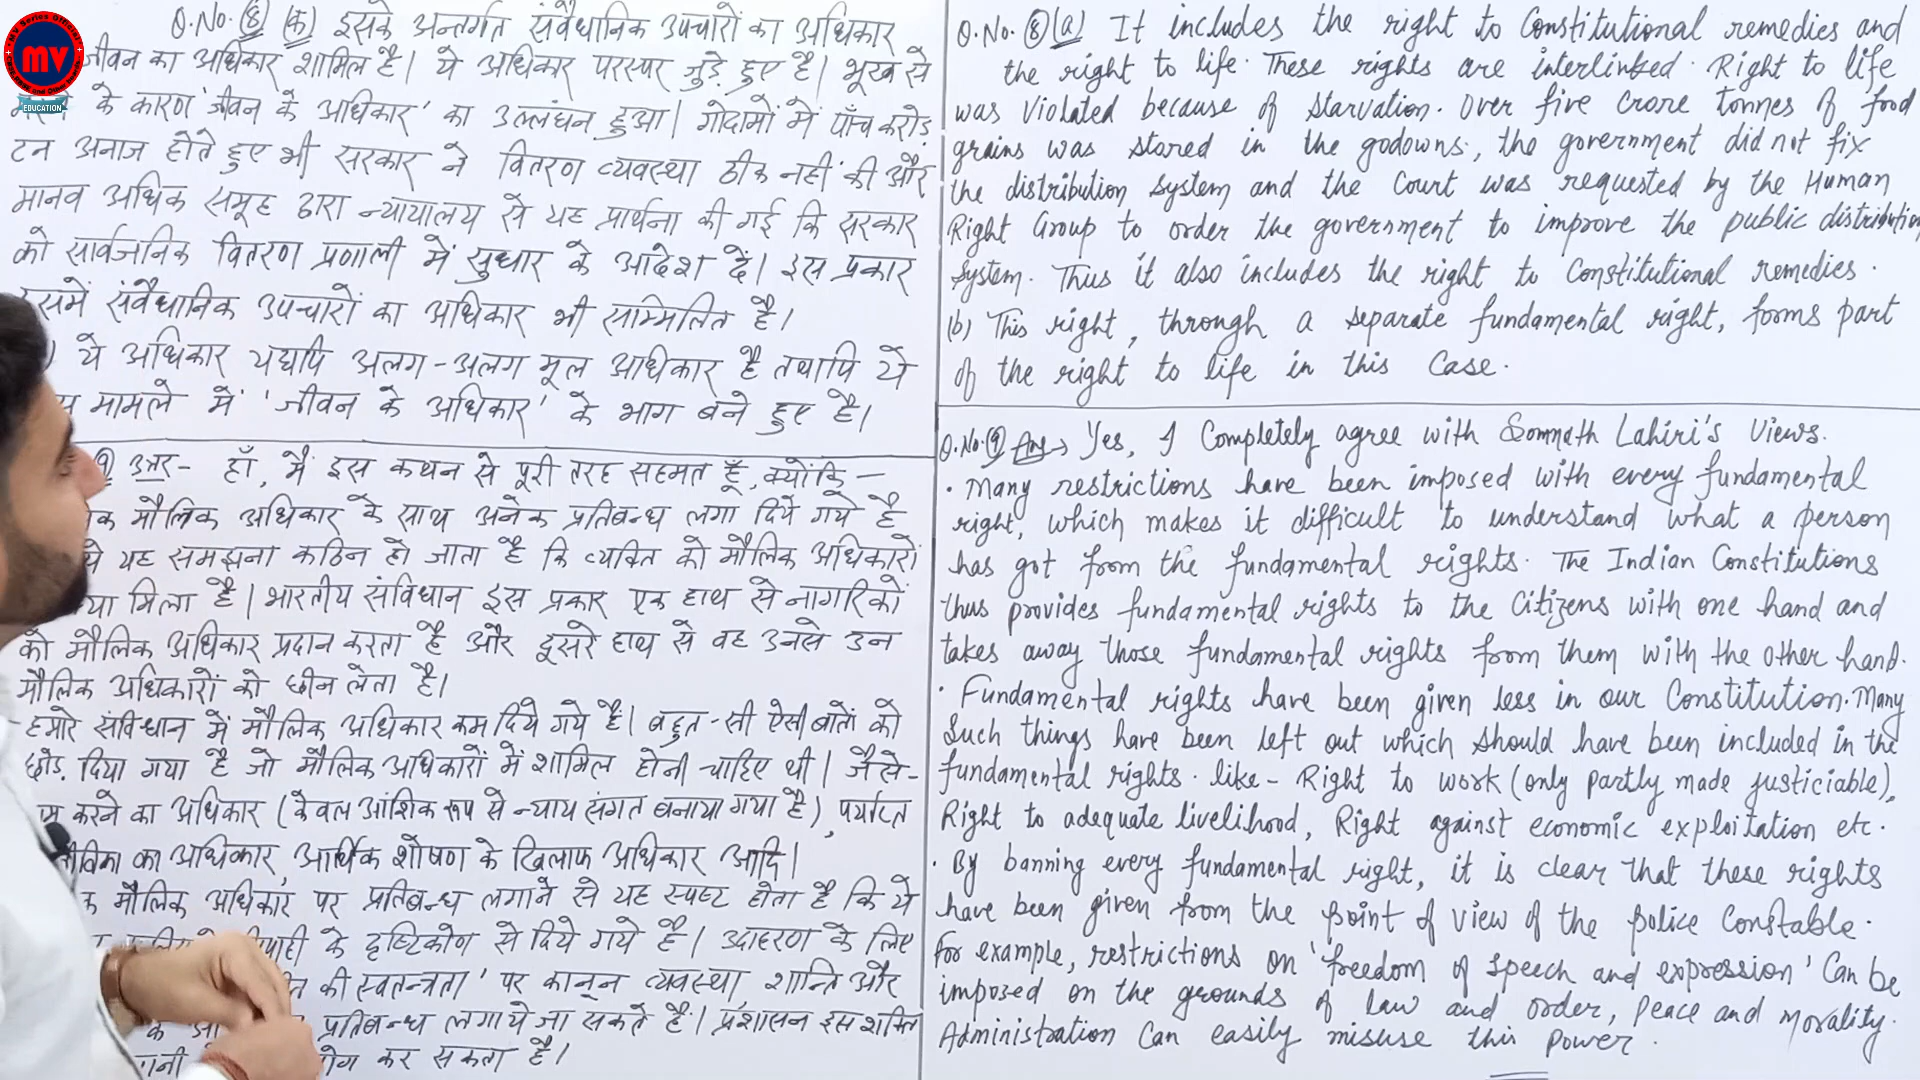 mv
EDUCATION
Q.No. (8) (क) इसके अन्तर्गत संवैधानिक उपचारों का अधिकार
जीवन का अधिकार शामिल है। ये अधिकार परस्पर जुड़े हुए है। भूख से
के कारण 'जीवन के अधिकार' का उल्लंघन हुआ। गोदामों में पाँच करोड़
टन अनाज होते हुए भी सरकार ने वितरण व्यवस्था ठीक नहीं की और
मानव अधिक समूह द्वारा न्यायालय से यह प्रार्थना की गई कि सरकार
को सार्वजनिक वितरण प्रणाली में सुधार के आदेश दें। इस प्रकार
इसमें संवैधानिक उपचारों का अधिकार भी सम्मिलित है।
ये अधिकार यद्यपि अलग-अलग मूल अधिकार है तथापि ये
मामले में 'जीवन के अधिकार' के भाग बने हुए है।
9) उत्तर- हाँ, मैं इस कथन से पूरी तरह सहमत हूँ, क्योंकि-
मौलिक अधिकार के साथ अनेक प्रतिबन्ध लगा दिये गये है
यह समझना कठिन हो जाता है कि व्यक्ति को मौलिक अधिकारों
मिला है। भारतीय संविधान इस प्रकार एक हाथ से नागरिकों
को मौलिक अधिकार प्रदान करता है और दूसरे हाथ से वह उनसे उन
मौलिक अधिकारों को छीन लेता है।
-हमारे संविधान में मौलिक अधिकार कम दिये गये है। बहुत-सी ऐसी बातों को
छोड़ दिया गया है जो मौलिक अधिकारों में शामिल होनी चाहिए थी। जैसे-
करने का अधिकार (केवल आंशिक रूप से न्याय संगत बनाया गया है), पर्याप्त
का अधिकार, आर्थिक शोषण के खिलाफ अधिकार आदि।
मौलिक अधिकार पर प्रतिबन्ध लगाने से यह स्पष्ट होता है कि ये
के दृष्टिकोण से दिये गये है। उदाहरण के लिए
की स्वतन्त्रता' पर कानून व्यवस्था, शान्ति और
प्रतिबन्ध लगाये जा सकते हैं। प्रशासन इस शक्ति
कर सकता है।
Q.No. (8) (a) It includes the right to Constitutional remedies and
the right to life. These rights are interlinked. Right to life
was violated because of starvation. Over five crore tonnes of food
grains was stored in the godowns, the government did not fix
the distribution system and the Court was requested by the Human
Right Group to order the government to improve the public distribution
system. Thus it also includes the right to Constitutional remedies.
(b) This right, through a separate fundamental right, forms part
of the right to life in this case.
Q.No.(9) Ans→ Yes, I Completely agree with Somnath Lahiri's views.
• Many restrictions have been imposed with every fundamental
right, which makes it difficult to understand what a person
has got from the fundamental rights. The Indian Constitutions
thus provides fundamental rights to the Citizens with one hand and
takes away those fundamental rights from them with the other hand.
• Fundamental rights have been given less in our Constitution. Many
such things have been left out which should have been included in the
fundamental rights. like- Right to work (only partly made justiciable),
Right to adequate livelihood, Right against economic exploitation etc.
• By banning every fundamental right, it is clear that these rights
have been given from the point of view of the police Constable.
For example, restrictions on 'freedom of speech and expression' Can be
imposed on the grounds of law and order, peace and morality.
Administration Can easily misuse this power.